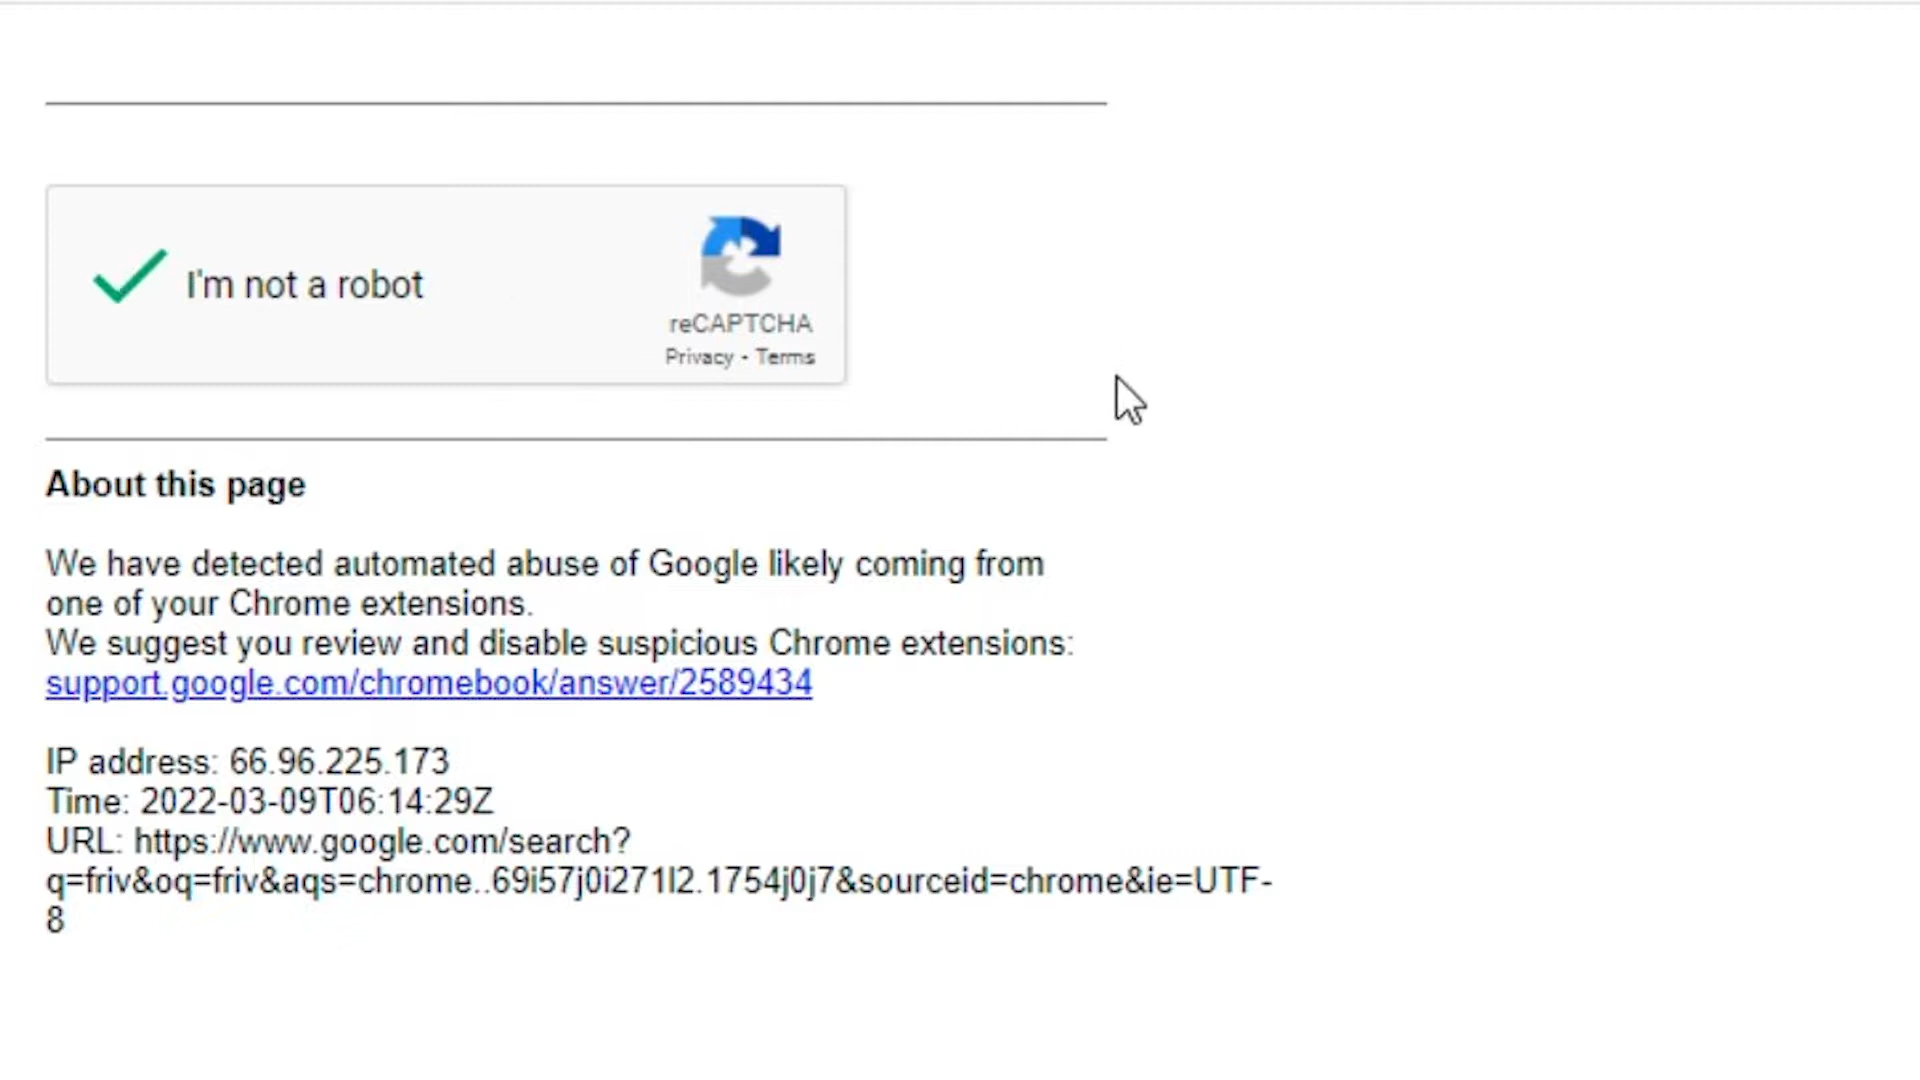 I'm not a robot
reCAPTCHA
Privacy - Terms
About this page
We have detected automated abuse of Google likely coming from
one of your Chrome extensions.
We suggest you review and disable suspicious Chrome extensions:
support.google.com/chromebook/answer/2589434
IP address: 66.96.225.173
Time: 2022-03-09T06:14:29Z
URL: https://www.google.com/search?
q=friv&oq=friv&aqs=chrome..69i57j0i271l2.1754j0j7&sourceid=chrome&ie=UTF-
8